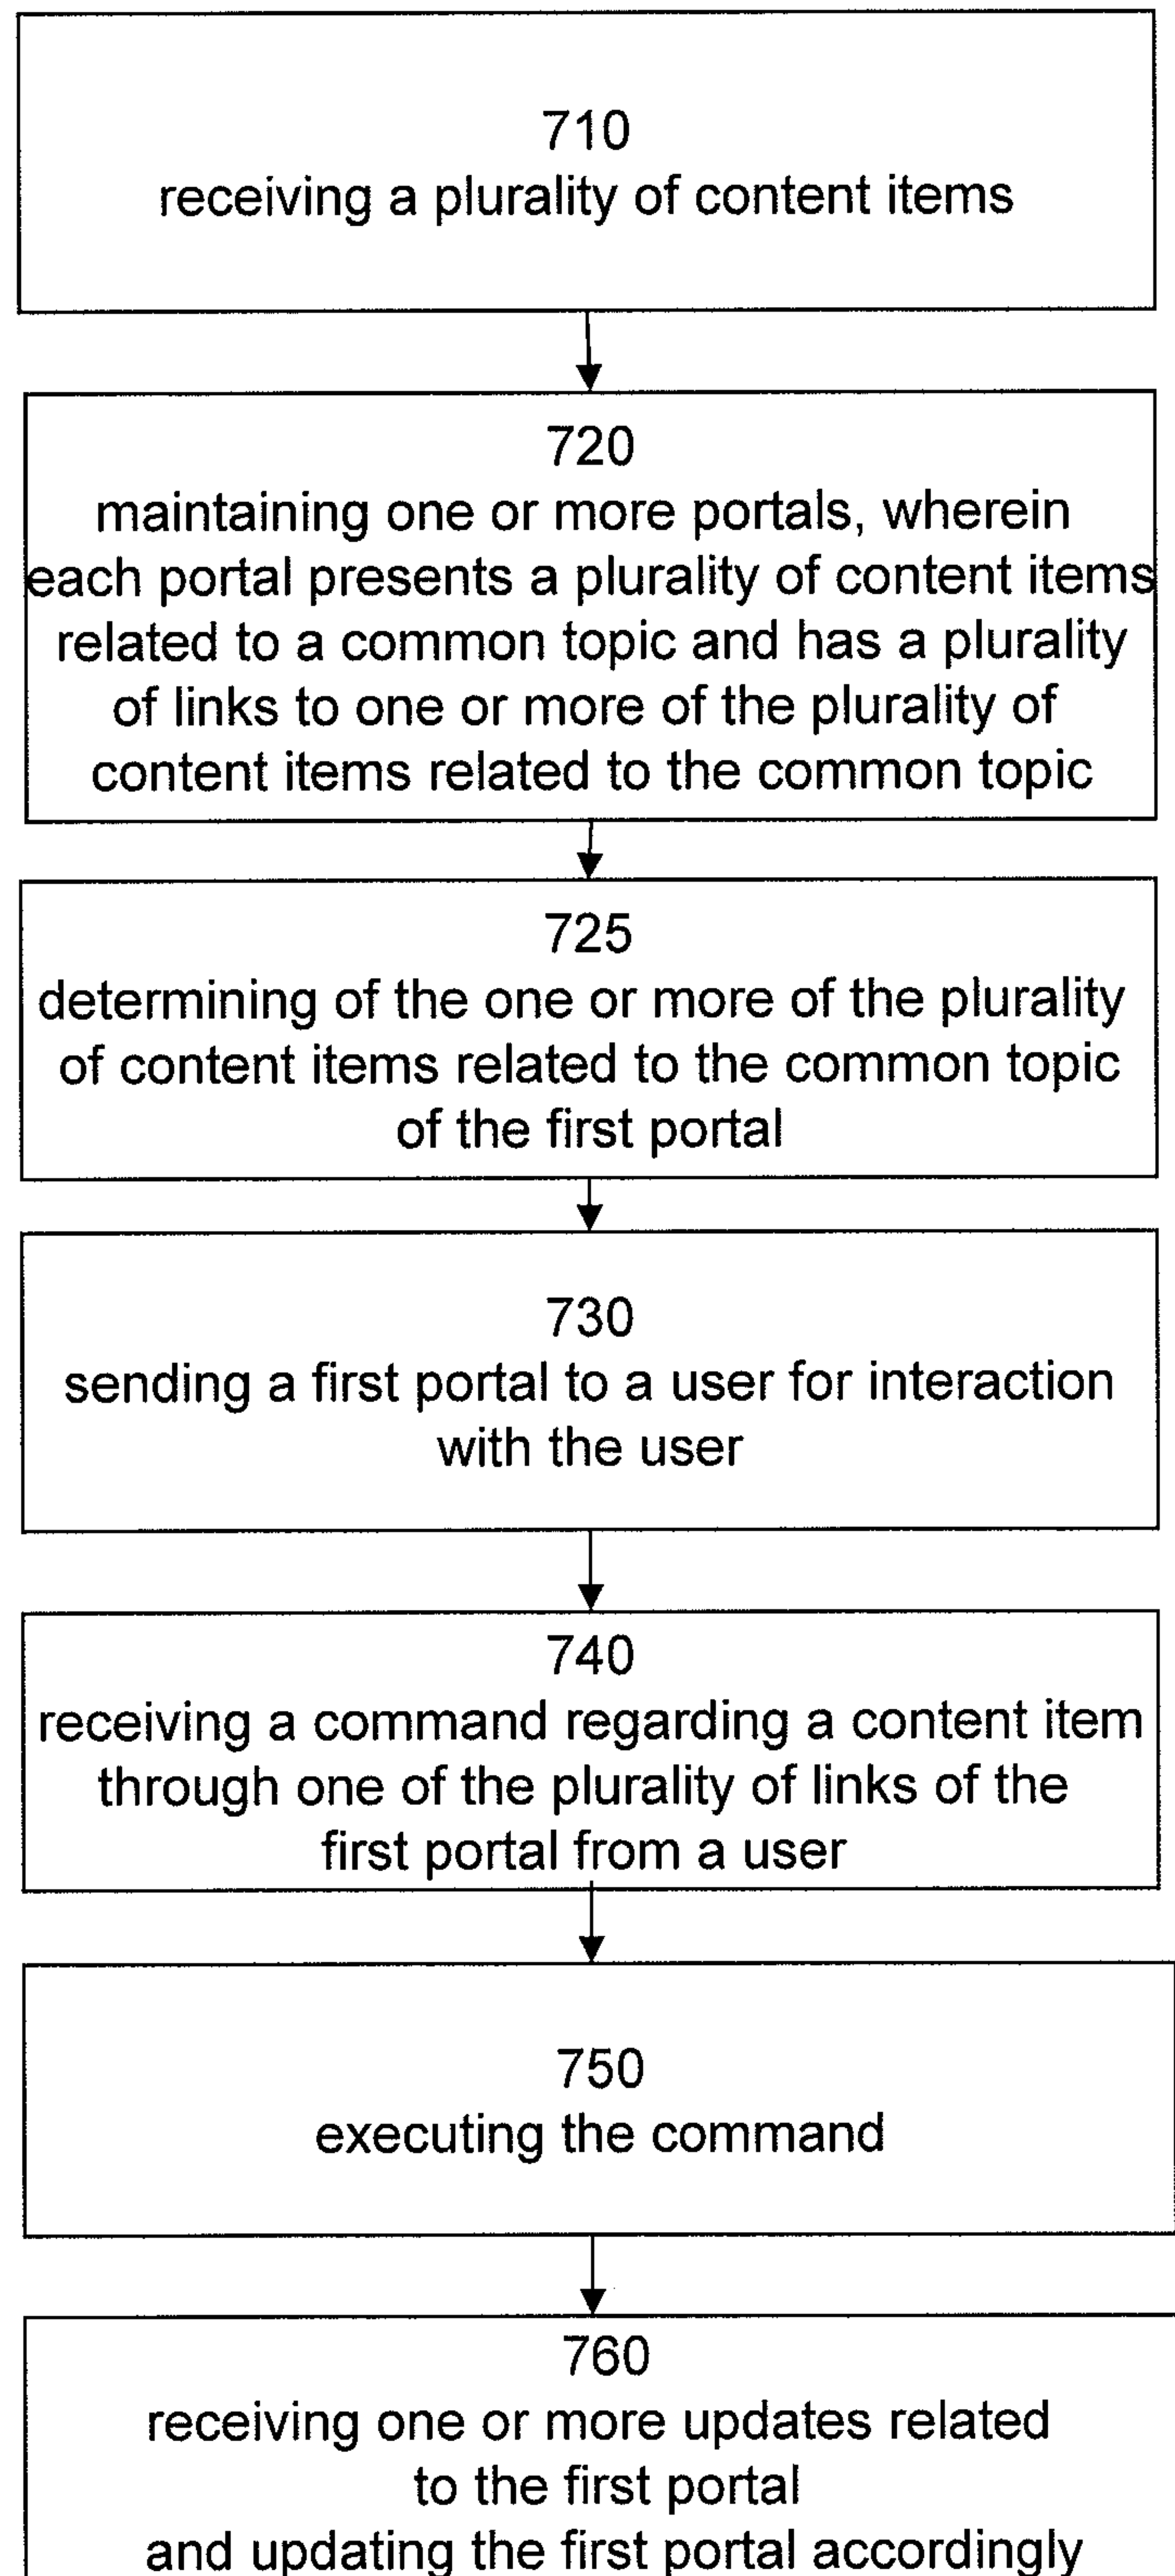 710
receiving a plurality of content items
720
maintaining one or more portals, wherein
each portal presents a plurality of content items
related to a common topic and has a plurality
of links to one or more of the plurality of
content items related to the common topic
725
determining of the one or more of the plurality
of content items related to the common topic
of the first portal
730
sending a first portal to a user for interaction
with the user
740
receiving a command regarding a content item
through one of the plurality of links of the
first portal from a user
750
executing the command
760
receiving one or more updates related
to the first portal
and updating the first portal accordingly